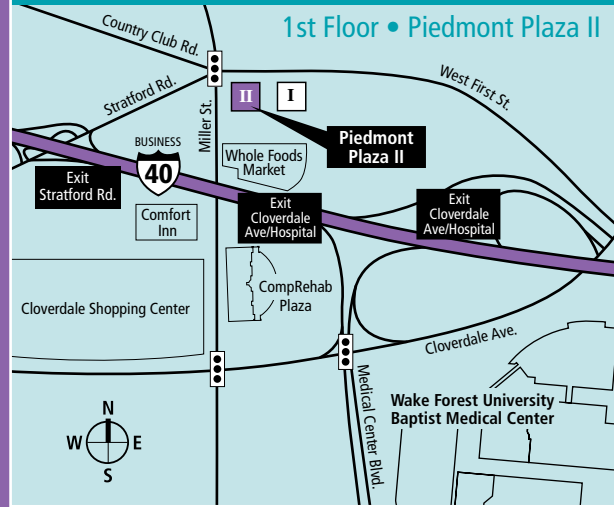 1st Floor • Piedmont Plaza II
Country Club Rd.
Stratford Rd.
Miller St.
West First St.
II
I
Piedmont
Plaza II
BUSINESS
40
Whole Foods
Market
Exit
Stratford Rd.
Comfort
Inn
Exit
Cloverdale
Ave/Hospital
Exit
Cloverdale
Ave/Hospital
Cloverdale Shopping Center
CompRehab
Plaza
Cloverdale Ave.
Medical Center Blvd.
Wake Forest University
Baptist Medical Center
N
W
E
S